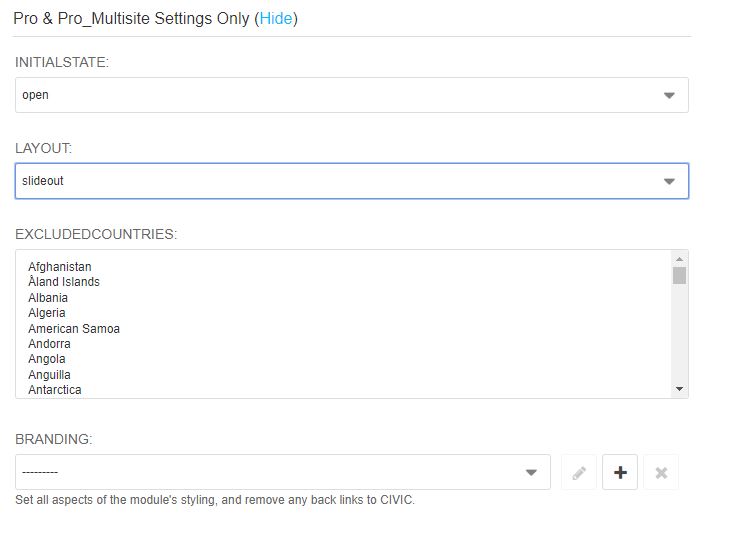 Pro & Pro_Multisite Settings Only (Hide)
INITIALSTATE:
open
LAYOUT:
slideout
EXCLUDEDCOUNTRIES:
Afghanistan
Åland Islands
Albania
Algeria
American Samoa
Andorra
Angola
Anguilla
Antarctica
BRANDING:
---------
Set all aspects of the module's styling, and remove any back links to CIVIC.